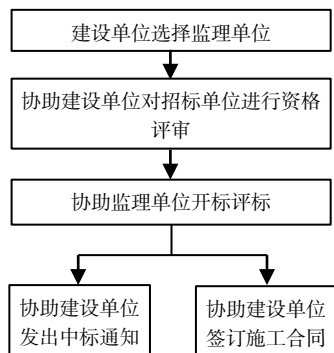 建设单位选择监理单位
协助建设单位对招标单位进行资格
评审
协助监理单位开标评标
协助建设单位
发出中标通知
协助建设单位
签订施工合同